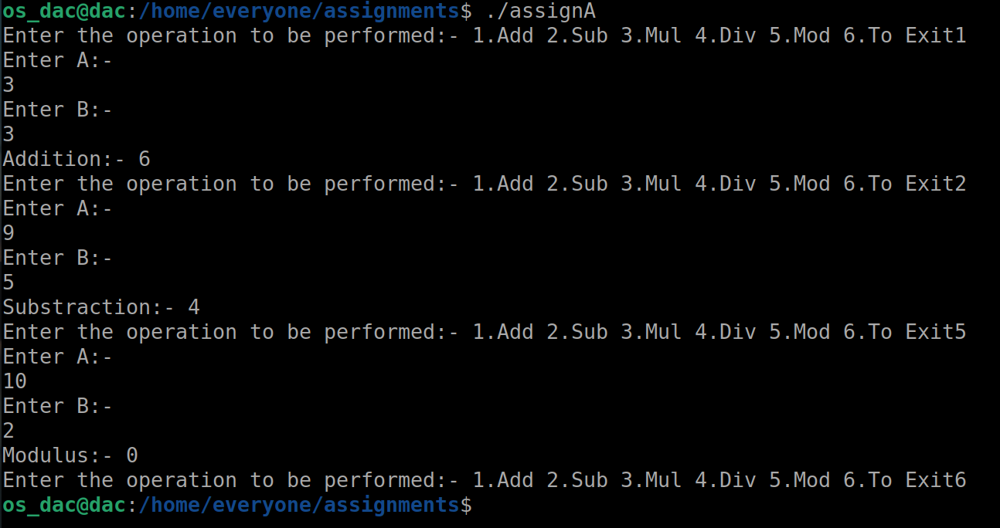 os_dac@dac:/home/everyone/assignments$ ./assignA
Enter the operation to be performed:- 1.Add 2.Sub 3.Mul 4.Div 5.Mod 6.To Exit1
Enter A:-
3
Enter B:-
3
Addition:- 6
Enter the operation to be performed:- 1.Add 2.Sub 3.Mul 4.Div 5.Mod 6.To Exit2
Enter A:-
9
Enter B:-
5
Substraction:- 4
Enter the operation to be performed:- 1.Add 2.Sub 3.Mul 4.Div 5.Mod 6.To Exit5
Enter A:-
10
Enter B:-
2
Modulus:- 0
Enter the operation to be performed:- 1.Add 2.Sub 3.Mul 4.Div 5.Mod 6.To Exit6
os_dac@dac:/home/everyone/assignments$